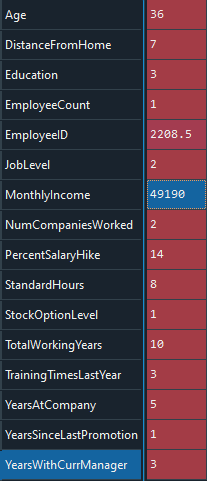 Age 36
DistanceFromHome 7
Education 3
EmployeeCount 1
EmployeeID 2208.5
JobLevel 2
MonthlyIncome 49190
NumCompaniesWorked 2
PercentSalaryHike 14
StandardHours 8
StockOptionLevel 1
TotalWorkingYears 10
TrainingTimesLastYear 3
YearsAtCompany 5
YearsSinceLastPromotion 1
YearsWithCurrManager 3